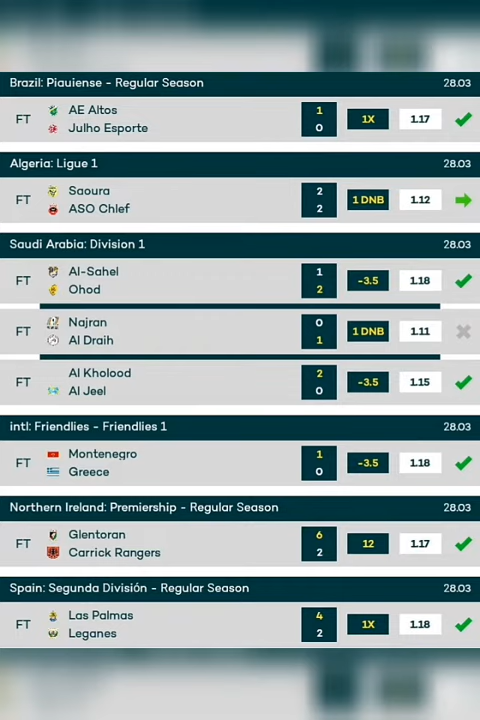 Brazil: Piauiense - Regular Season 28.03
FT AE Altos 1 1X 1.17
Julho Esporte 0
Algeria: Ligue 1 28.03
FT Saoura 2 1 DNB 1.12
ASO Chlef 2
Saudi Arabia: Division 1 28.03
FT Al-Sahel 1 -3.5 1.18
Ohod 2
FT Najran 0 1 DNB 1.11
Al Draih 1
FT Al Kholood 2 -3.5 1.15
Al Jeel 0
intl: Friendlies - Friendlies 1 28.03
FT Montenegro 1 -3.5 1.18
Greece 0
Northern Ireland: Premiership - Regular Season 28.03
FT Glentoran 6 12 1.17
Carrick Rangers 2
Spain: Segunda División - Regular Season 28.03
FT Las Palmas 4 1X 1.18
Leganes 2